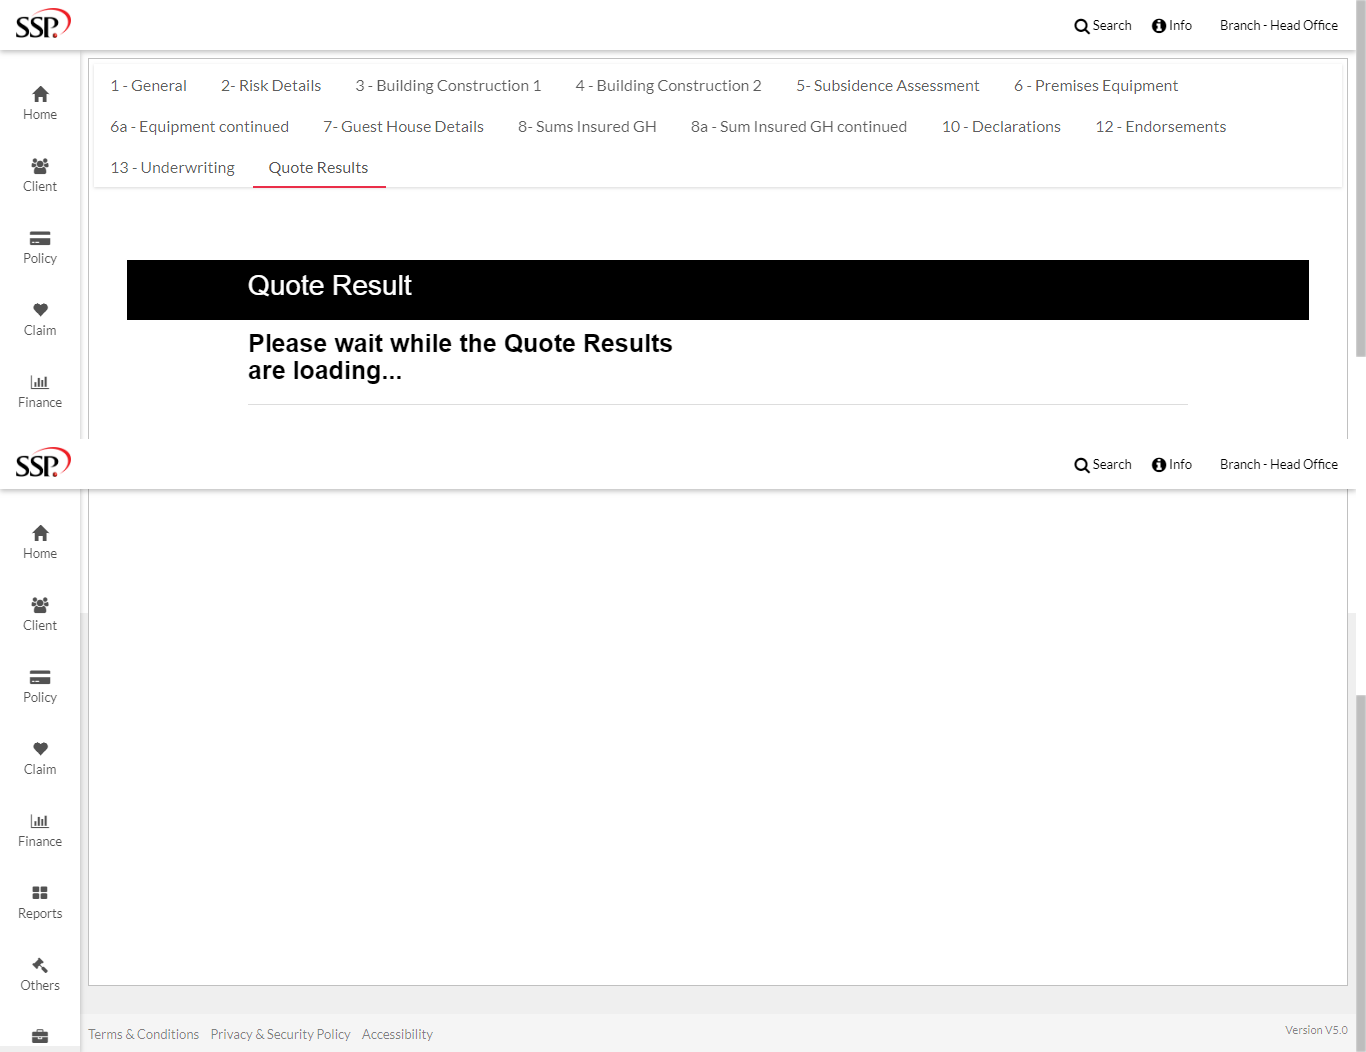 SSP.
Search Info Branch - Head Office
1 - General 2- Risk Details 3 - Building Construction 1 4 - Building Construction 2 5- Subsidence Assessment 6 - Premises Equipment
6a - Equipment continued 7- Guest House Details 8- Sums Insured GH 8a - Sum Insured GH continued 10 - Declarations 12 - Endorsements
13 - Underwriting Quote Results
Home
Client
Policy
Claim
Finance
Quote Result
Please wait while the Quote Results
are loading...
SSP.
Search Info Branch - Head Office
Home
Client
Policy
Claim
Finance
Reports
Others
Terms & Conditions Privacy & Security Policy Accessibility
Version V5.0